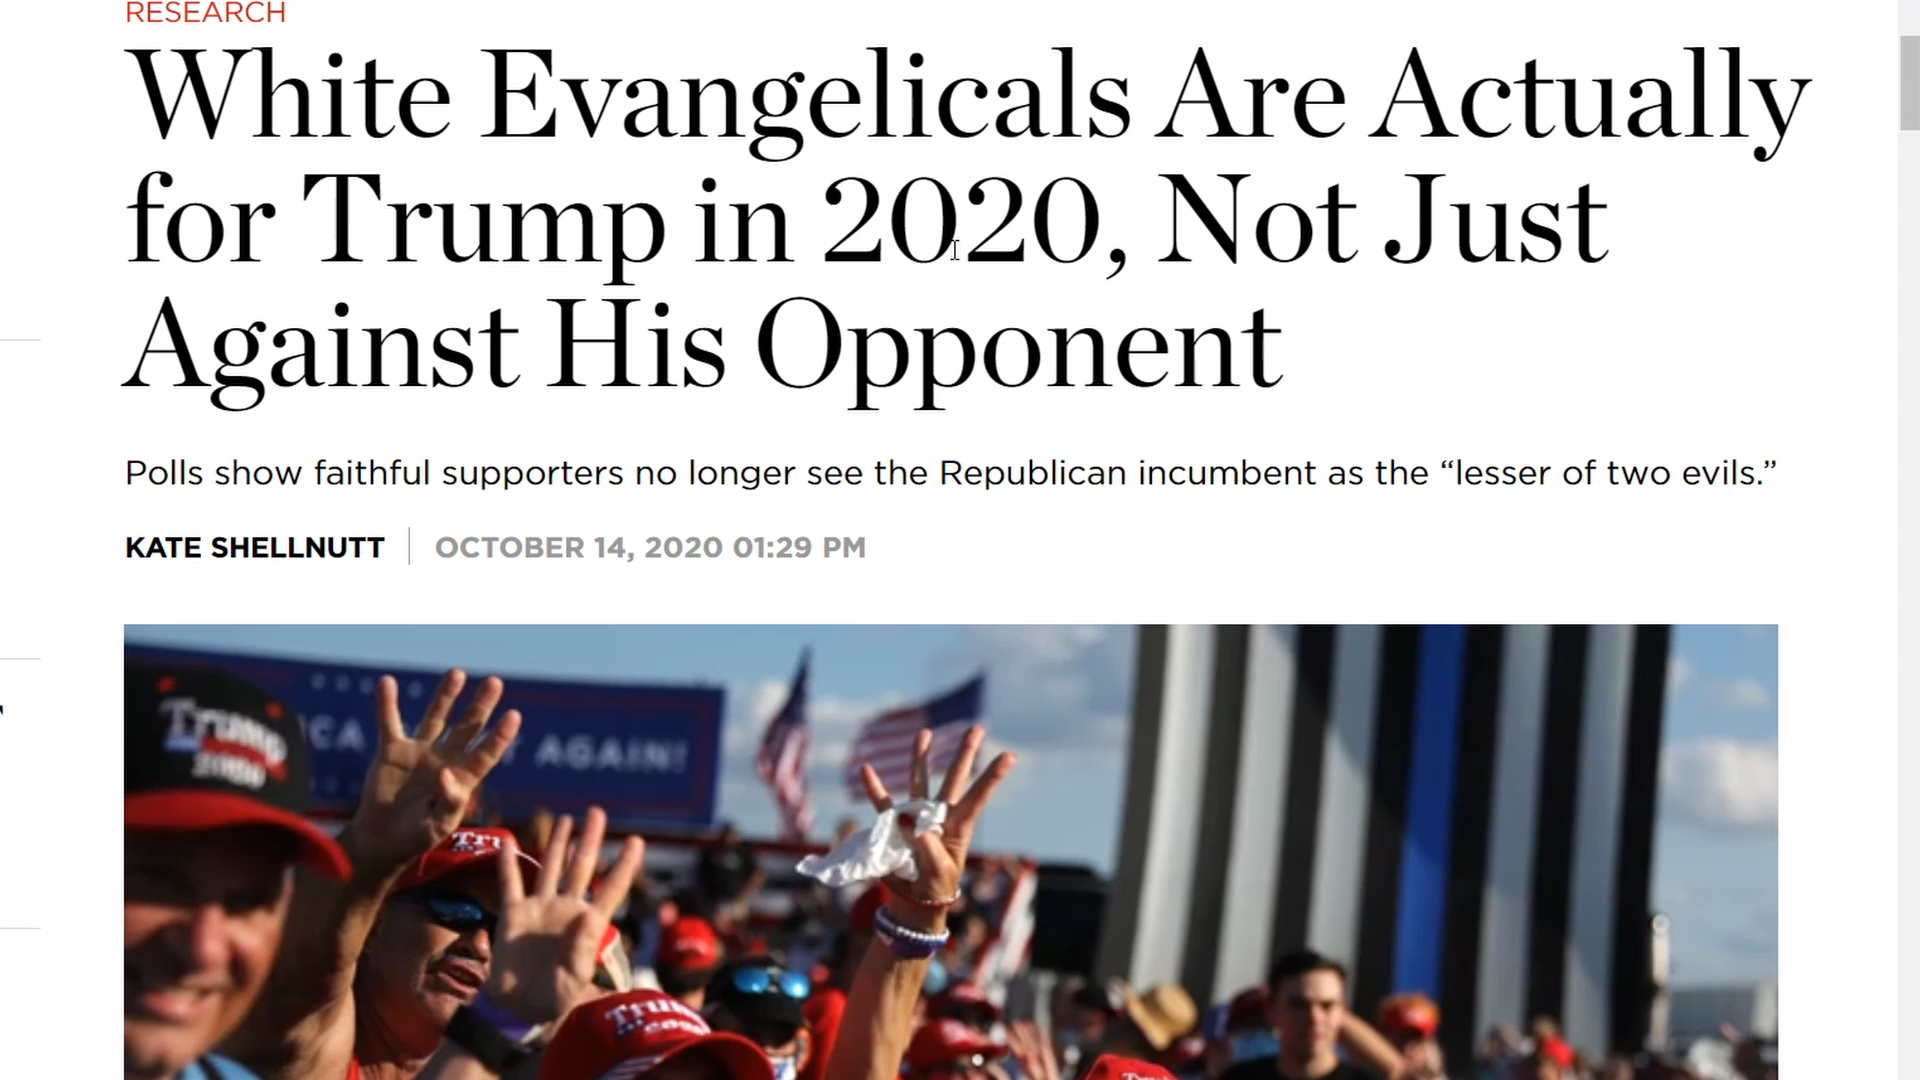 RESEARCH
White Evangelicals Are Actually
for Trump in 2020, Not Just
Against His Opponent
Polls show faithful supporters no longer see the Republican incumbent as the “lesser of two evils.”
KATE SHELLNUTT
OCTOBER 14, 2020 01:29 PM
Trump
2020
AGAIN!